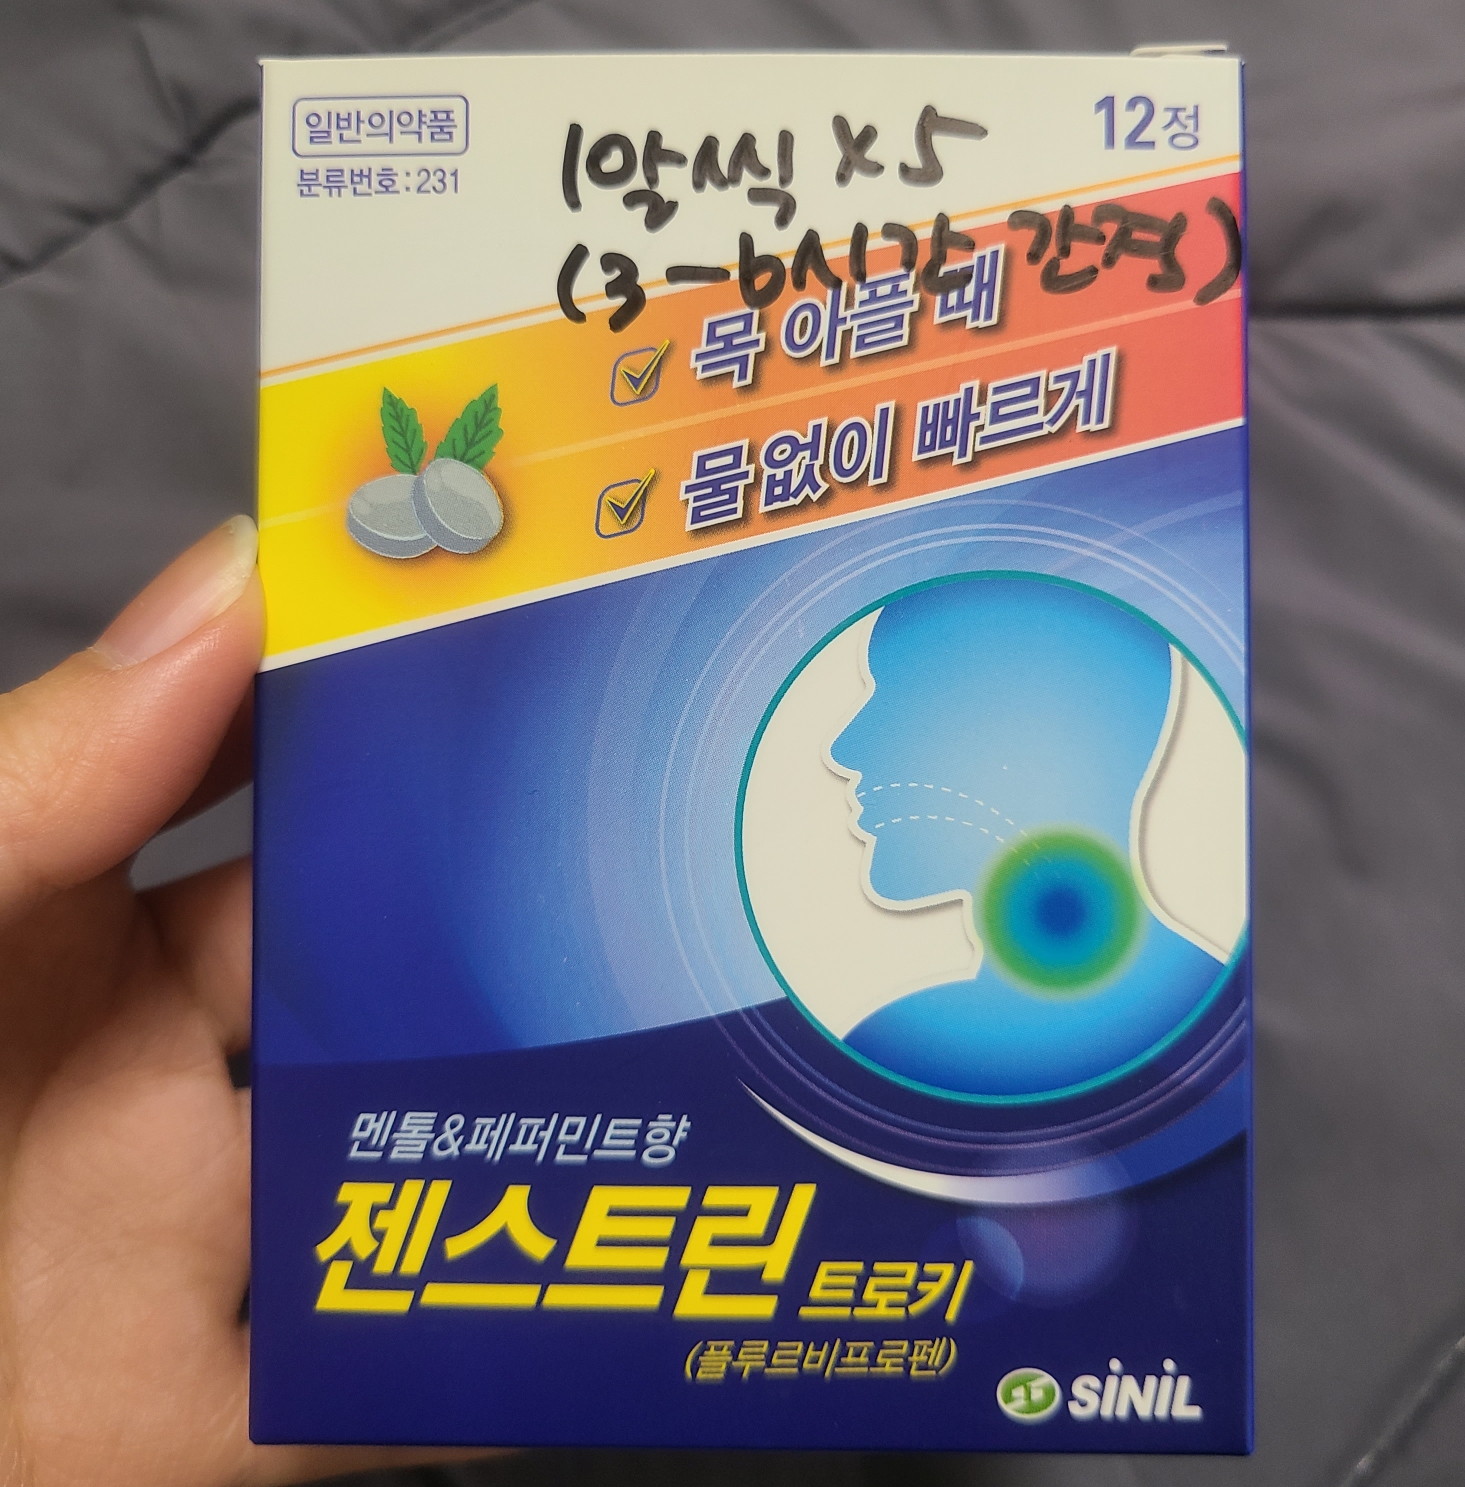 일반의약품
분류번호:231
12정
1알씩 x5
(3-6시간 간격)
목 아플 때
물없이 빠르게
멘톨&페퍼민트향
젠스트린 트로키
(플루르비프로펜)
SINIL